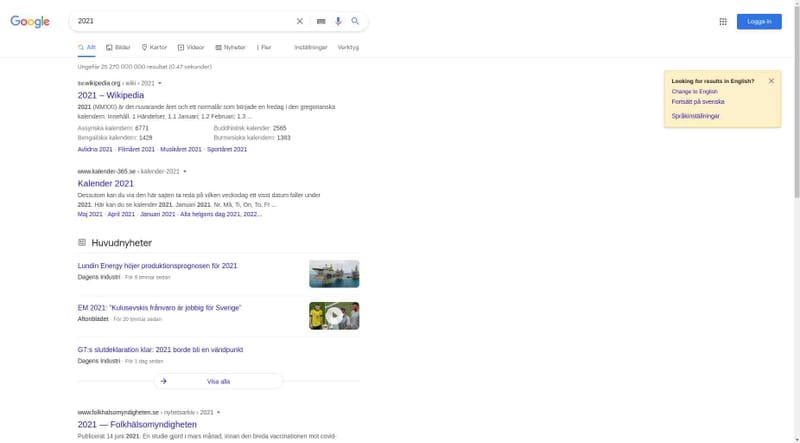 Google
2021
Logga in
Allt
Bilder
Kartor
Videor
Nyheter
Fler
Inställningar
Verktyg
Ungefär 25 270 000 000 resultat (0,47 sekunder)
Looking for results in English?
Change to English
Fortsätt på svenska
Språkinställningar
sv.wikipedia.org › wiki › 2021
2021 – Wikipedia
2021 (MMXXI) är det nuvarande året och ett normalår som började en fredag i den gregorianska
kalendern. Innehåll. 1 Händelser. 1.1 Januari; 1.2 Februari; 1.3 ...
Assyriska kalendern: 6771
Buddhistisk kalender: 2565
Bengaliska kalendern: 1428
Burmesiska kalendern: 1383
Avlidna 2021 · Filmåret 2021 · Musikåret 2021 · Sportåret 2021
www.kalender-365.se › kalender-2021
Kalender 2021
Dessutom kan du via den här sajten ta reda på vilken veckodag ett visst datum faller under
2021. Här kan du se kalender 2021. Januari 2021. Nr, Må, Ti, On, To, Fr ...
Maj 2021 · April 2021 · Januari 2021 · Alla helgons dag 2021, 2022...
Huvudnyheter
Lundin Energy höjer produktionsprognosen för 2021
Dagens Industri · För 9 timmar sedan
EM 2021: "Kulusevskis frånvaro är jobbig för Sverige"
Aftonbladet · För 20 timmar sedan
G7:s slutdeklaration klar: 2021 borde bli en vändpunkt
Dagens Industri · För 1 dag sedan
Visa alla
www.folkhalsomyndigheten.se › nyhetsarkiv › 2021
2021 — Folkhälsomyndigheten
Publicerat 14 juni 2021. En studie gjord i mars månad, innan den breda vaccinationen mot covid-